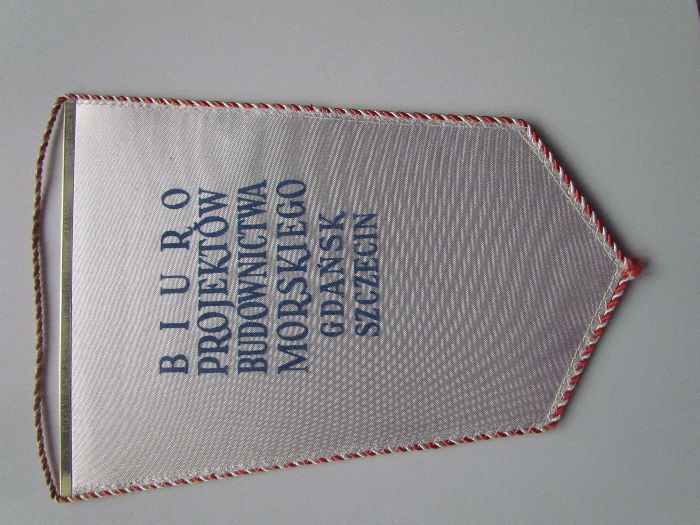 BIURO
PROJEKTÓW
BUDOWNICTWA
MORSKIEGO
GDAŃSK
SZCZECIN